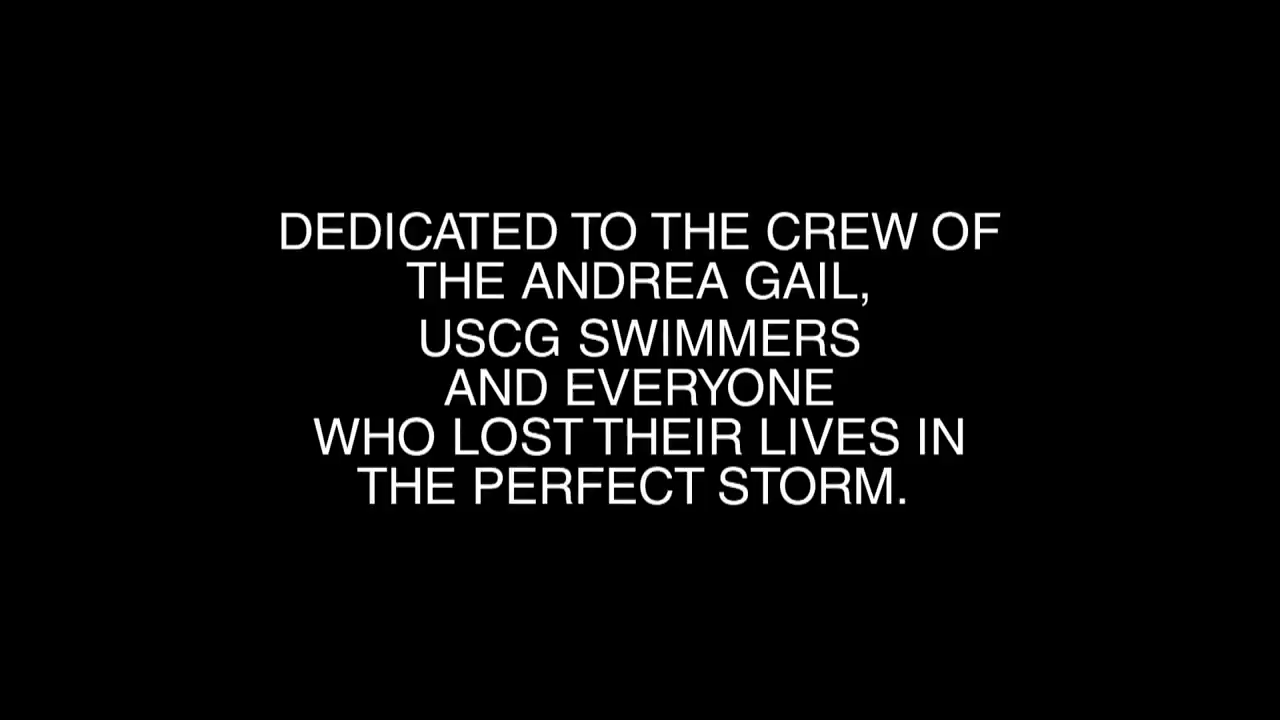 DEDICATED TO THE CREW OF
THE ANDREA GAIL,
USCG SWIMMERS
AND EVERYONE
WHO LOST THEIR LIVES IN
THE PERFECT STORM.